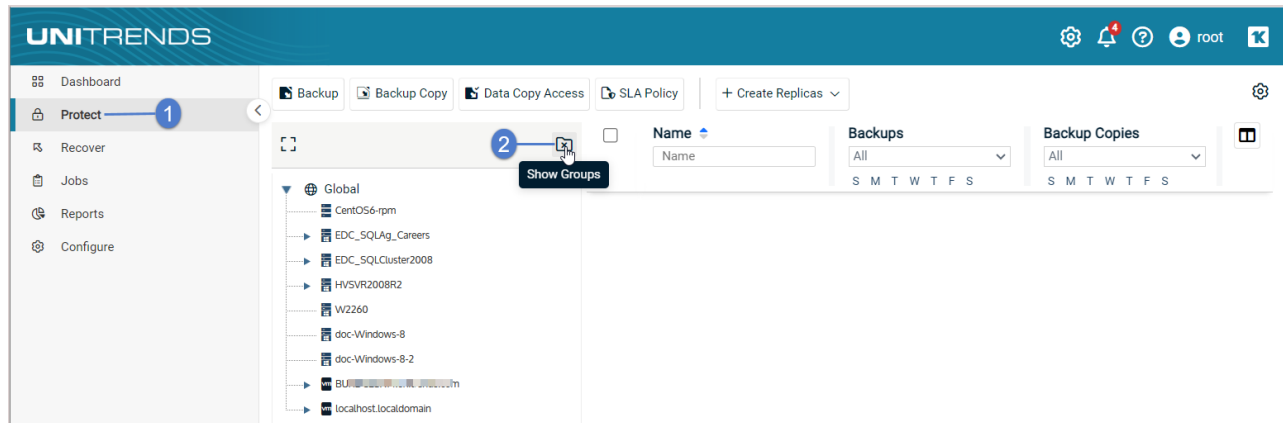 UNITRENDS
4
root
Dashboard
Protect
1
Recover
Jobs
Reports
Configure
Backup
Backup Copy
Data Copy Access
SLA Policy
+ Create Replicas
2
Show Groups
Name
Name
Backups
All
S M T W T F S
Backup Copies
All
S M T W T F S
Global
CentOS6-rpm
EDC_SQLAg_Careers
EDC_SQLCluster2008
HVSVR2008R2
W2260
doc-Windows-8
doc-Windows-8-2
vm
vm localhost.localdomain